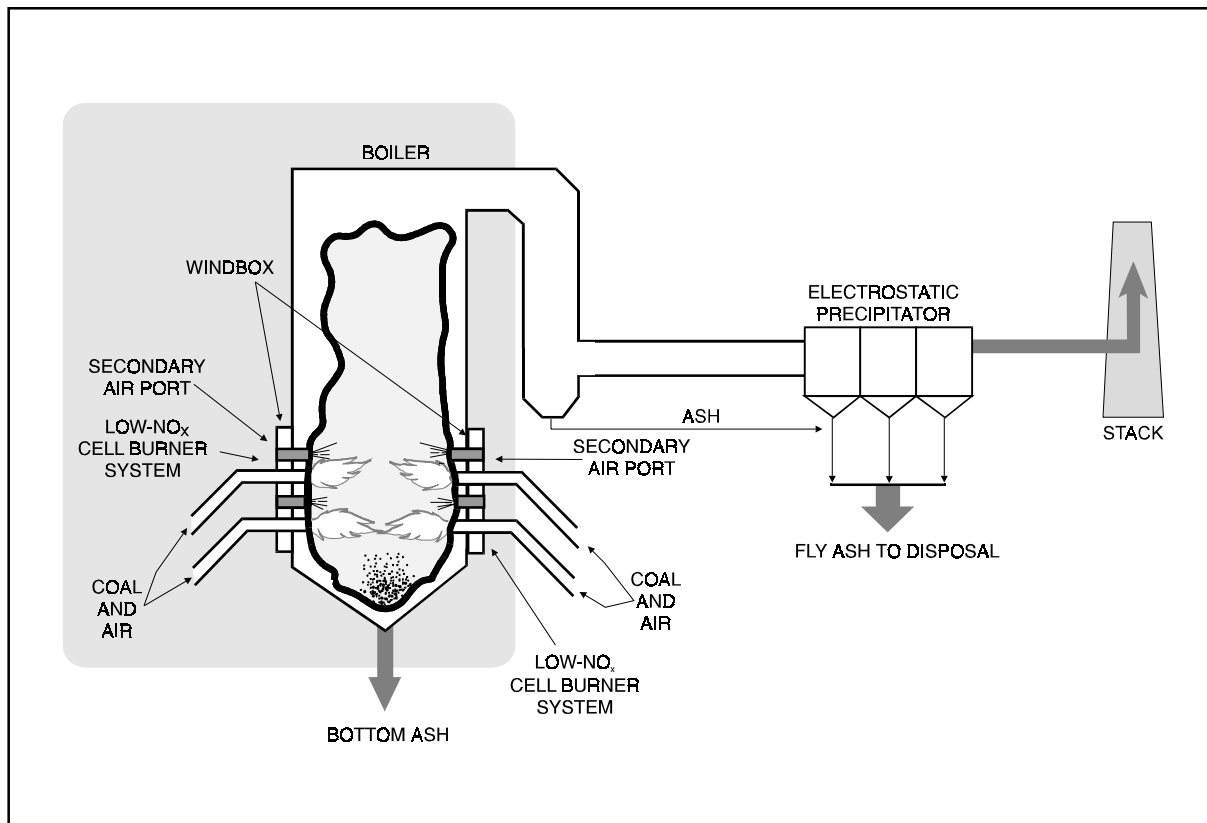 BOILER
WINDBOX
SECONDARY
AIR PORT
LOW-NOX
CELL BURNER
SYSTEM
COAL
AND
AIR
BOTTOM ASH
ELECTROSTATIC
PRECIPITATOR
ASH
SECONDARY
AIR PORT
STACK
FLY ASH TO DISPOSAL
COAL
AND
AIR
LOW-NOx
CELL BURNER
SYSTEM